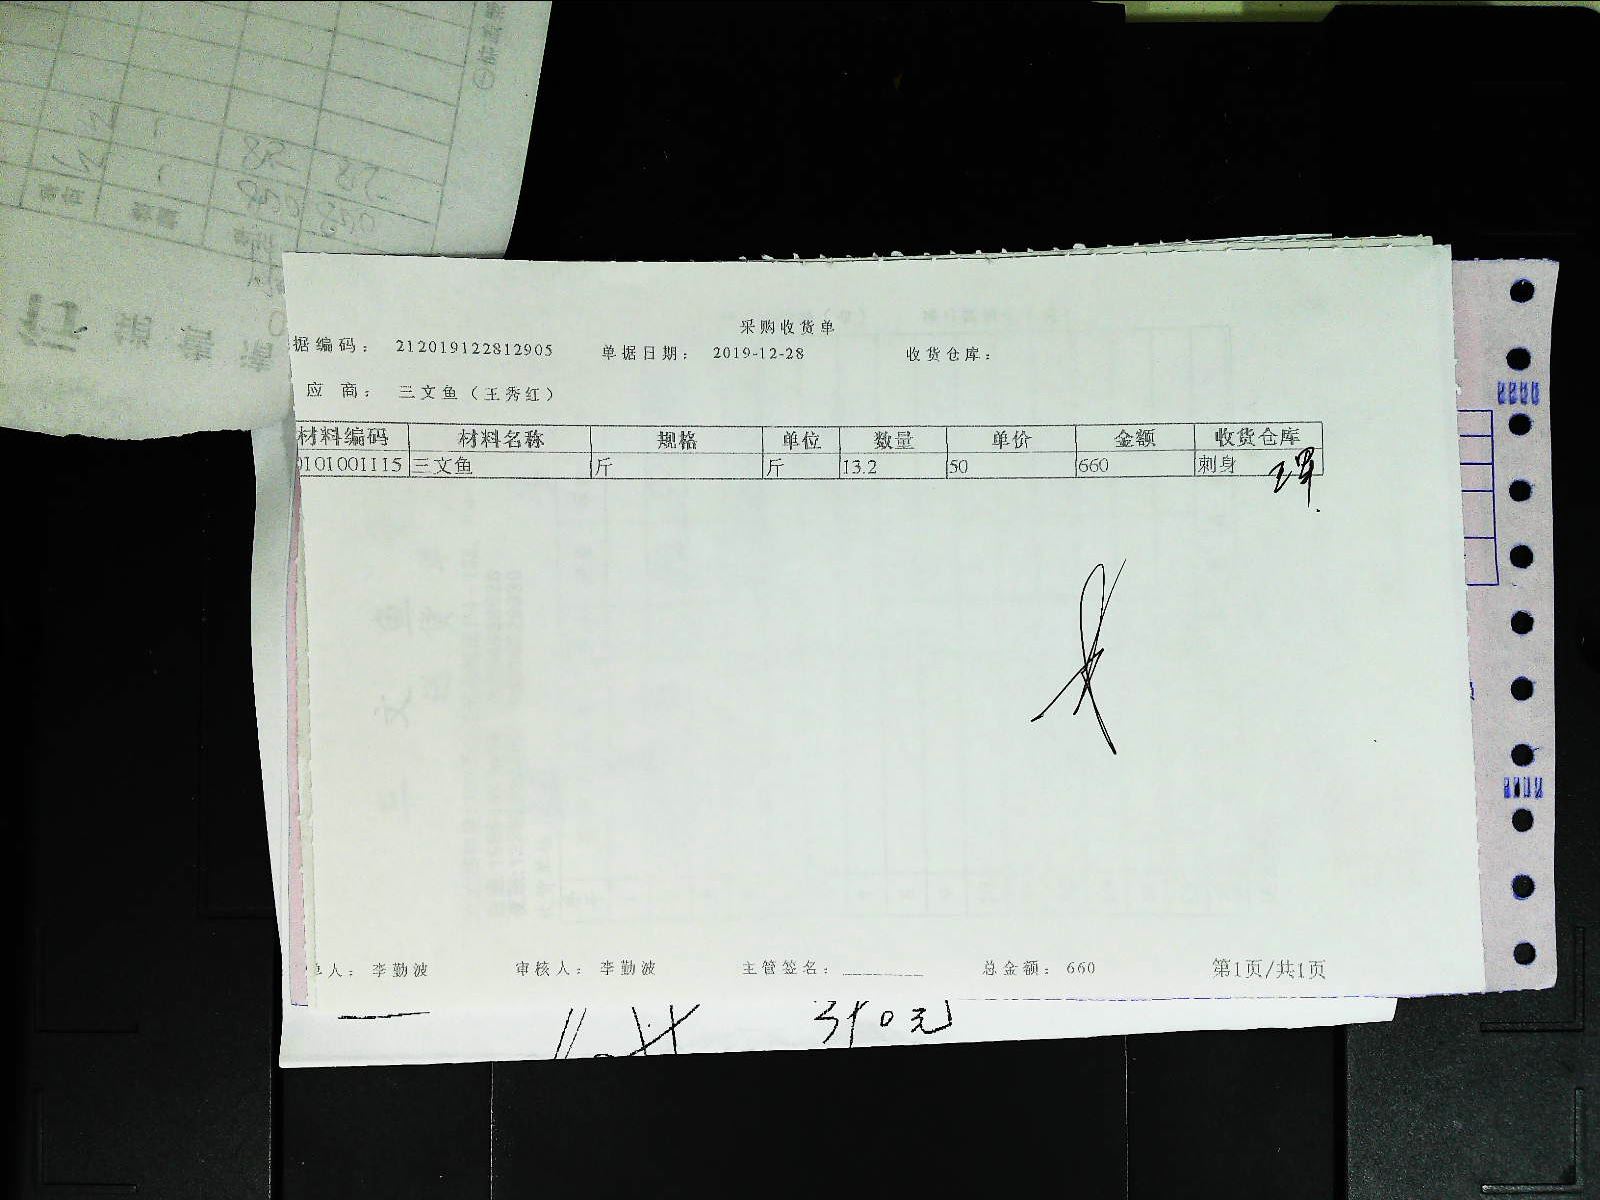 采购收货单
据编码： 212019122812905 单据日期： 2019-12-28 收货仓库：
应 商： 三文鱼（王秀红）
材料编码 材料名称 规格 单位 数量 单价 金额 收货仓库
0101001115 三文鱼 斤 斤 13.2 50 660 刺身
单人： 李勤波 审核人： 李勤波 主管签名： 总金额： 660 第1页/共1页